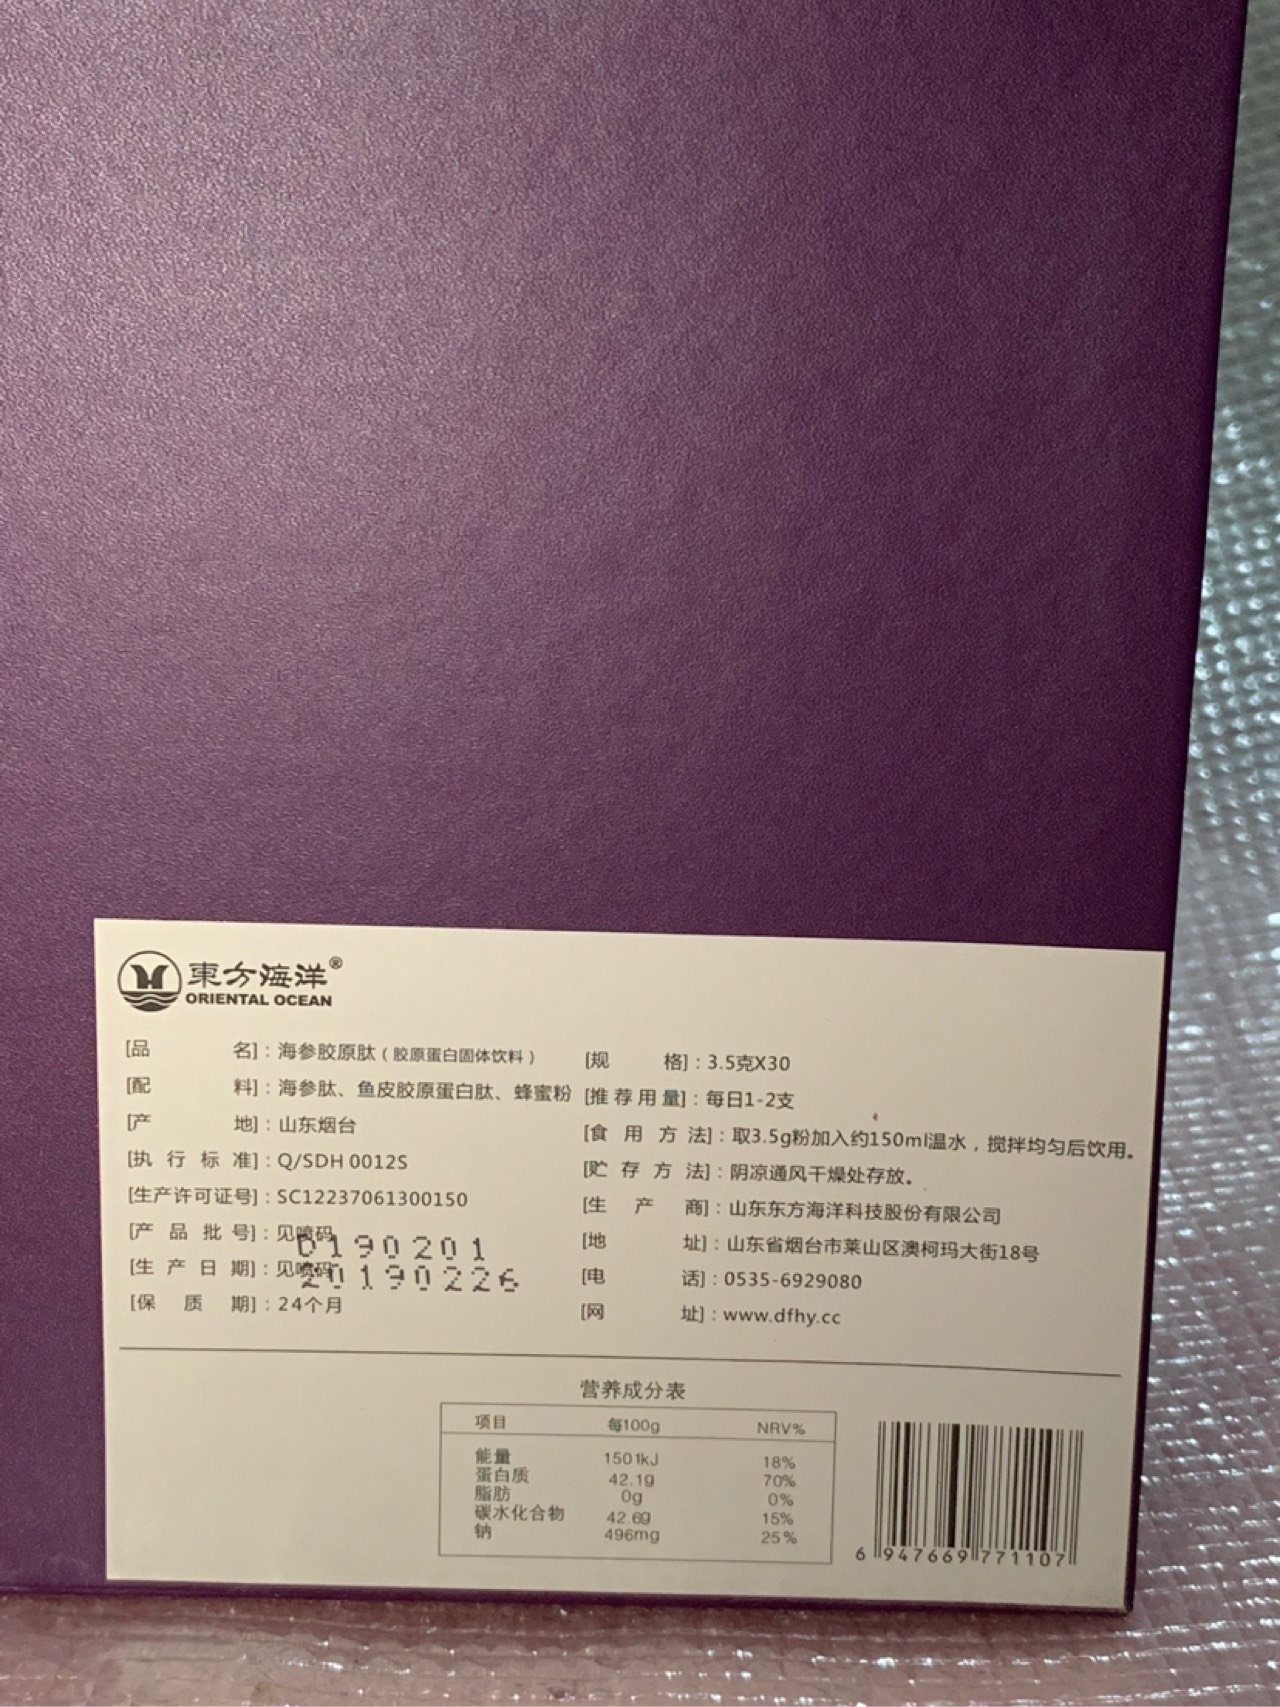 東方海洋®
ORIENTAL OCEAN
[品名]：海参胶原肽（胶原蛋白固体饮料）
[配料]：海参肽、鱼皮胶原蛋白肽、蜂蜜粉
[产地]：山东烟台
[执行标准]：Q/SDH 0012S
[生产许可证号]：SC12237061300150
[产品批号]：见喷码
D190201
[生产日期]：见喷码
20190226
[保质期]：24个月
[规格]：3.5克X30
[推荐用量]：每日1-2支
[食用方法]：取3.5g粉加入约150ml温水，搅拌均匀后饮用。
[贮存方法]：阴凉通风干燥处存放。
[生产商]：山东东方海洋科技股份有限公司
[地址]：山东省烟台市莱山区澳柯玛大街18号
[电话]：0535-6929080
[网址]：www.dfhy.cc
营养成分表
项目 每100g NRV%
能量 1501kJ 18%
蛋白质 42.1g 70%
脂肪 0g 0%
碳水化合物 42.6g 15%
钠 496mg 25%
6 947669 771107